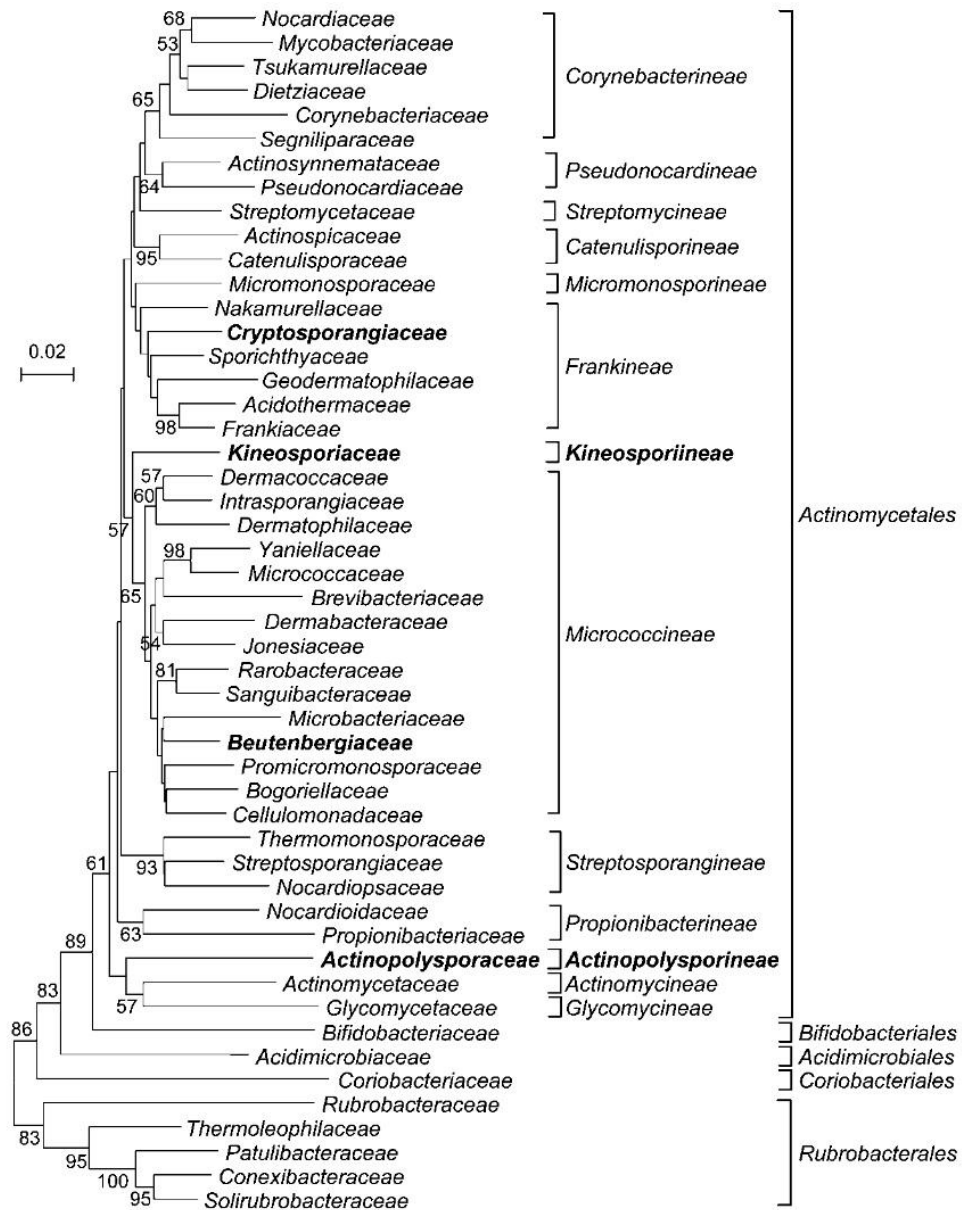 68
Nocardiaceae
53
Mycobacteriaceae
Tsukamurellaceae
Corynebacterineae
Dietziaceae
65
Corynebacteriaceae
Segniliparaceae
Actinosynnemataceae
Pseudonocardineae
64
Pseudonocardiaceae
Streptomycetaceae
Streptomycineae
Actinospicaceae
Catenulisporineae
95
Catenulisporaceae
Micromonosporaceae
Micromonosporineae
Nakamurellaceae
Cryptosporangiaceae
0.02
Sporichthyaceae
Frankineae
Geodermatophilaceae
Acidothermaceae
98
Frankiaceae
Kineosporiaceae
Kineosporiineae
57
Dermacoccaceae
60
Intrasporangiaceae
Actinomycetales
57
Dermatophilaceae
98
Yaniellaceae
Micrococcaceae
65
Brevibacteriaceae
Dermabacteraceae
Micrococcineae
54
Jonesiaceae
81
Rarobacteraceae
Sanguibacteraceae
Microbacteriaceae
Beutenbergiaceae
Promicromonosporaceae
Bogoriellaceae
Cellulomonadaceae
Thermomonosporaceae
61
93
Streptosporangiaceae
Streptosporangineae
Nocardiopsaceae
Nocardioidaceae
Propionibacterineae
63
Propionibacteriaceae
89
Actinopolysporaceae
Actinopolysporineae
Actinomycetaceae
Actinomycineae
83
57
Glycomycetaceae
Glycomycineae
86
Bifidobacteriaceae
Bifidobacteriales
Acidimicrobiaceae
Acidimicrobiales
Coriobacteriaceae
Coriobacteriales
Rubrobacteraceae
83
Thermoleophilaceae
95
Patulibacteraceae
Rubrobacterales
100
Conexibacteraceae
95
Solirubrobacteraceae